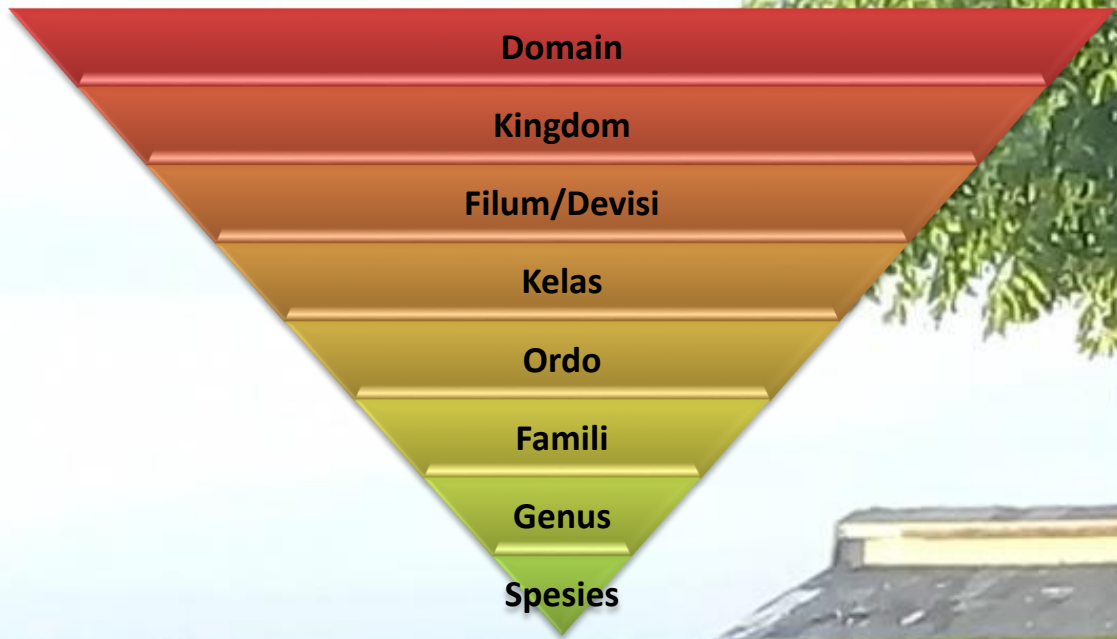 Domain
Kingdom
Filum/Devisi
Kelas
Ordo
Famili
Genus
Spesies